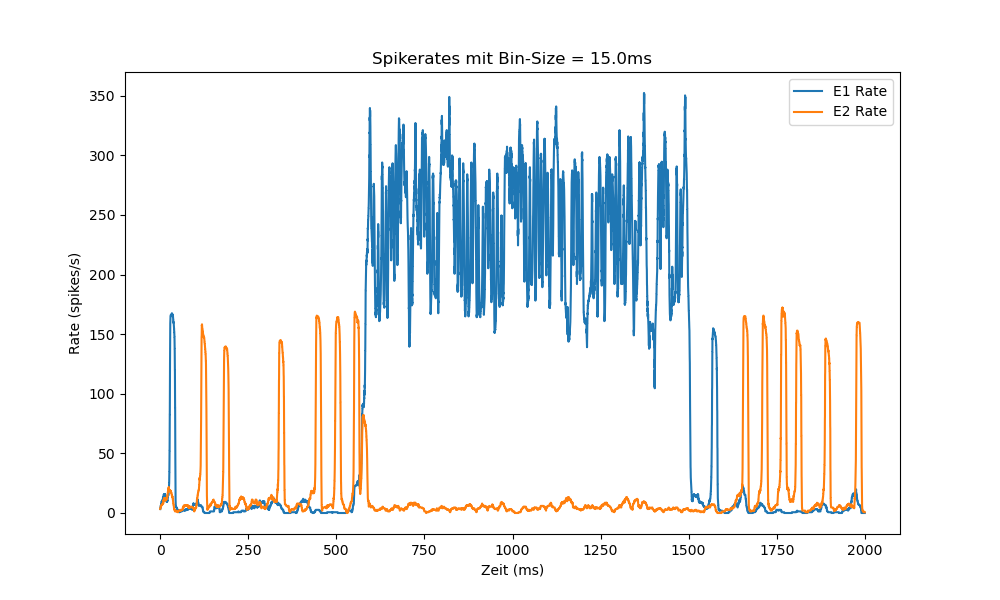 Spikerates mit Bin-Size = 15.0ms
E1 Rate
E2 Rate
Rate (spikes/s)
350
300
250
200
150
100
50
0
0 250 500 750 1000 1250 1500 1750 2000
Zeit (ms)